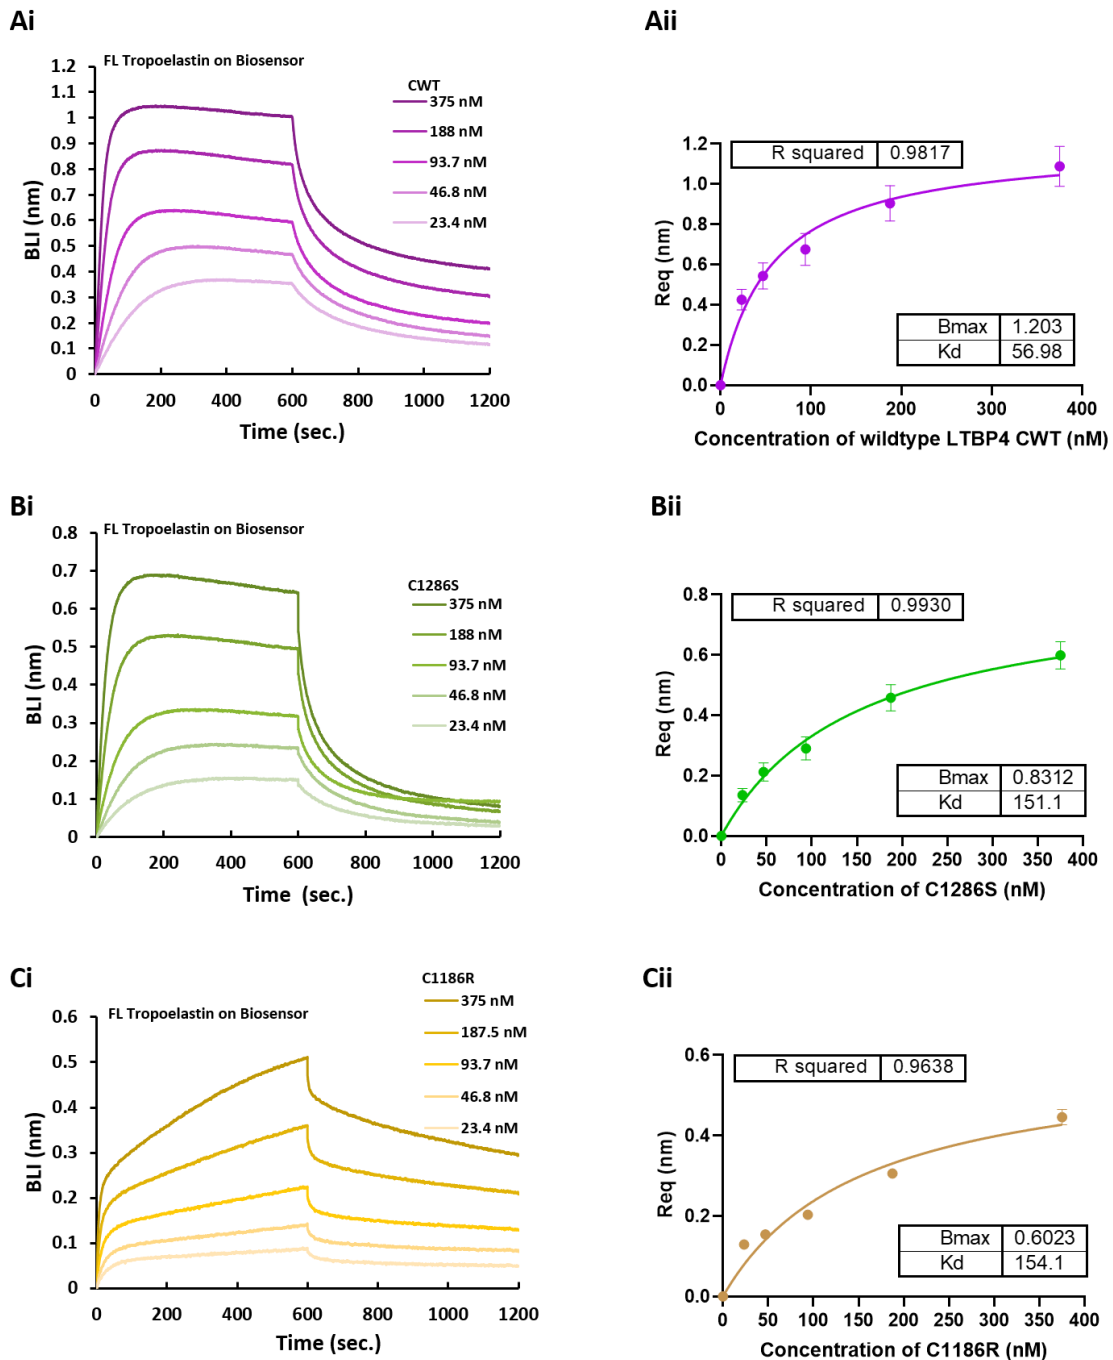 Ai
FL Tropoelastin on Biosensor
BLI (nm)
1.2
1.1
1
0.9
0.8
0.7
0.6
0.5
0.4
0.3
0.2
0.1
0
0 200 400 600 800 1000 1200
Time (sec.)
CWT
375 nM
188 nM
93.7 nM
46.8 nM
23.4 nM
Aii
R squared 0.9817
Req (nm)
1.2
1.0
0.8
0.6
0.4
0.2
0.0
Bmax 1.203
Kd 56.98
0 100 200 300 400
Concentration of wildtype LTBP4 CWT (nM)
Bi
FL Tropoelastin on Biosensor
BLI (nm)
0.8
0.7
0.6
0.5
0.4
0.3
0.2
0.1
0
0 200 400 600 800 1000 1200
Time (sec.)
C1286S
375 nM
188 nM
93.7 nM
46.8 nM
23.4 nM
Bii
R squared 0.9930
Req (nm)
0.8
0.6
0.4
0.2
0.0
Bmax 0.8312
Kd 151.1
0 50 100 150 200 250 300 350 400
Concentration of C1286S (nM)
Ci
FL Tropoelastin on Biosensor
BLI (nm)
0.6
0.5
0.4
0.3
0.2
0.1
0
0 200 400 600 800 1000 1200
Time (sec.)
C1186R
375 nM
187.5 nM
93.7 nM
46.8 nM
23.4 nM
Cii
R squared 0.9638
Req (nm)
0.6
0.4
0.2
0.0
Bmax 0.6023
Kd 154.1
0 50 100 150 200 250 300 350 400
Concentration of C1186R (nM)